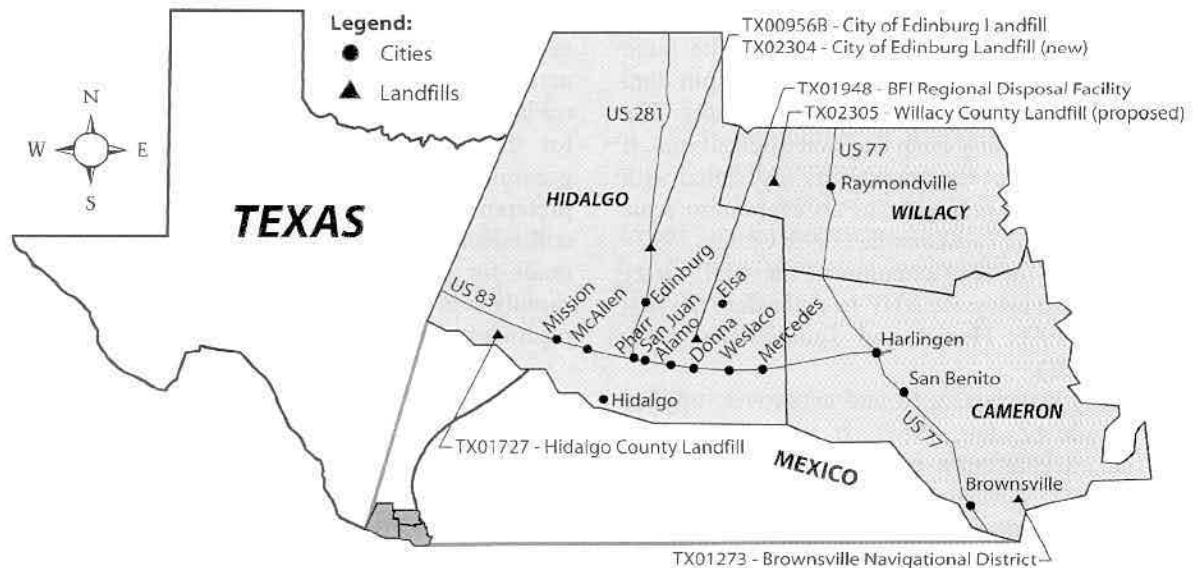 Legend:
Cities
Landfills
N
W
E
S
TEXAS
TX00956B - City of Edinburg Landfill
TX02304 - City of Edinburg Landfill (new)
TX01948 - BFI Regional Disposal Facility
TX02305 - Willacy County Landfill (proposed)
US 281
US 77
Raymondville
HIDALGO
WILLACY
US 83
Mission
McAllen
Pharr
Edinburg
San Juan
Alamo
Elsa
Donna
Weslaco
Mercedes
Harlingen
San Benito
Hidalgo
CAMERON
US 77
TX01727 - Hidalgo County Landfill
MEXICO
Brownsville
TX01273 - Brownsville Navigational District